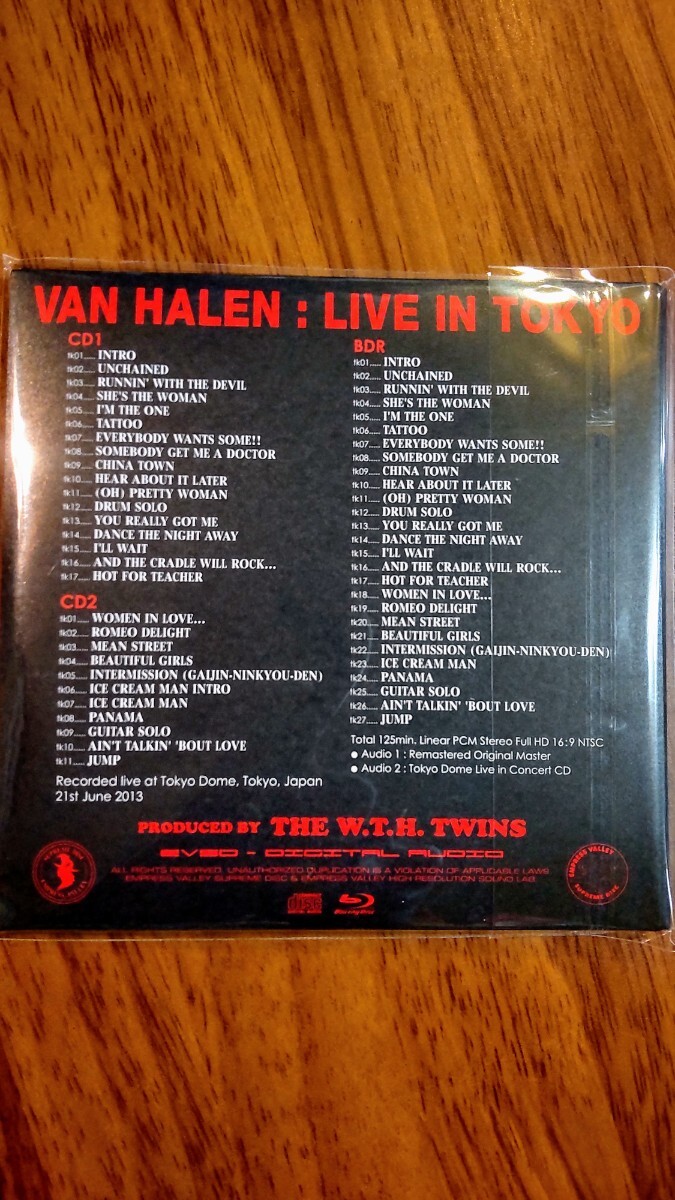 VAN HALEN : LIVE IN TOKYO
CD1
tk01..... INTRO
tk02..... UNCHAINED
tk03..... RUNNIN' WITH THE DEVIL
tk04..... SHE'S THE WOMAN
tk05..... I'M THE ONE
tk06..... TATTOO
tk07..... EVERYBODY WANTS SOME!!
tk08..... SOMEBODY GET ME A DOCTOR
tk09..... CHINA TOWN
tk10..... HEAR ABOUT IT LATER
tk11..... (OH) PRETTY WOMAN
tk12..... DRUM SOLO
tk13..... YOU REALLY GOT ME
tk14..... DANCE THE NIGHT AWAY
tk15..... I'LL WAIT
tk16..... AND THE CRADLE WILL ROCK...
tk17..... HOT FOR TEACHER
CD2
tk01..... WOMEN IN LOVE...
tk02..... ROMEO DELIGHT
tk03..... MEAN STREET
tk04..... BEAUTIFUL GIRLS
tk05..... INTERMISSION (GAIJIN-NINKYOU-DEN)
tk06..... ICE CREAM MAN INTRO
tk07..... ICE CREAM MAN
tk08..... PANAMA
tk09..... GUITAR SOLO
tk10..... AIN'T TALKIN' 'BOUT LOVE
tk11..... JUMP
Recorded live at Tokyo Dome, Tokyo, Japan
21st June 2013
BDR
tk01..... INTRO
tk02..... UNCHAINED
tk03..... RUNNIN' WITH THE DEVIL
tk04..... SHE'S THE WOMAN
tk05..... I'M THE ONE
tk06..... TATTOO
tk07..... EVERYBODY WANTS SOME!!
tk08..... SOMEBODY GET ME A DOCTOR
tk09..... CHINA TOWN
tk10..... HEAR ABOUT IT LATER
tk11..... (OH) PRETTY WOMAN
tk12..... DRUM SOLO
tk13..... YOU REALLY GOT ME
tk14..... DANCE THE NIGHT AWAY
tk15..... I'LL WAIT
tk16..... AND THE CRADLE WILL ROCK...
tk17..... HOT FOR TEACHER
tk18..... WOMEN IN LOVE...
tk19..... ROMEO DELIGHT
tk20..... MEAN STREET
tk21..... BEAUTIFUL GIRLS
tk22..... INTERMISSION (GAIJIN-NINKYOU-DEN)
tk23..... ICE CREAM MAN
tk24..... PANAMA
tk25..... GUITAR SOLO
tk26..... AIN'T TALKIN' 'BOUT LOVE
tk27..... JUMP
Total 125min. Linear PCM Stereo Full HD 16:9 NTSC
● Audio 1 : Remastered Original Master
● Audio 2 : Tokyo Dome Live in Concert CD
PRODUCED BY THE W.T.H. TWINS
EVSD - DIGITAL AUDIO
ALL RIGHTS RESERVED. UNAUTHORIZED DUPLICATION IS A VIOLATION OF APPLICABLE LAWS
EMPRESS VALLEY SUPREME DISC & EMPRESS VALLEY HIGH RESOLUTION SOUND LAB.
EMPRESS VALLEY
SUPREME DISC
Blu-ray Disc